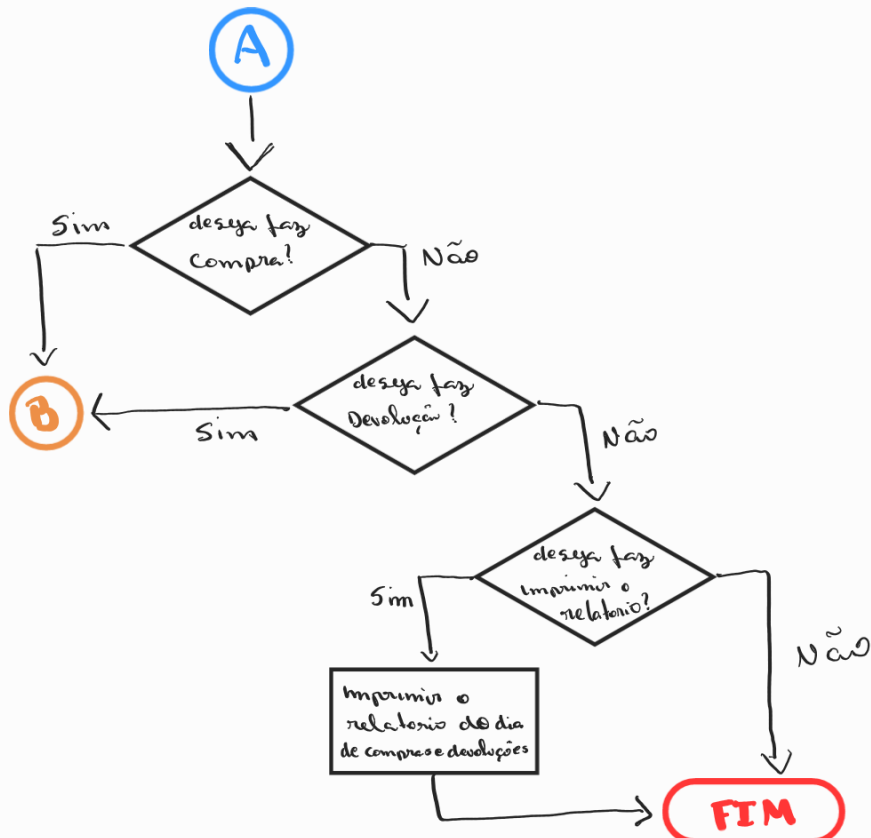 A
Sim
deseja faz
Compra?
Não
deseja faz
Devolução?
B
Sim
Não
deseja faz
imprimir o
relatorio?
Sim
Não
Imprimir o
relatorio do dia
de compras e devoluções
FIM